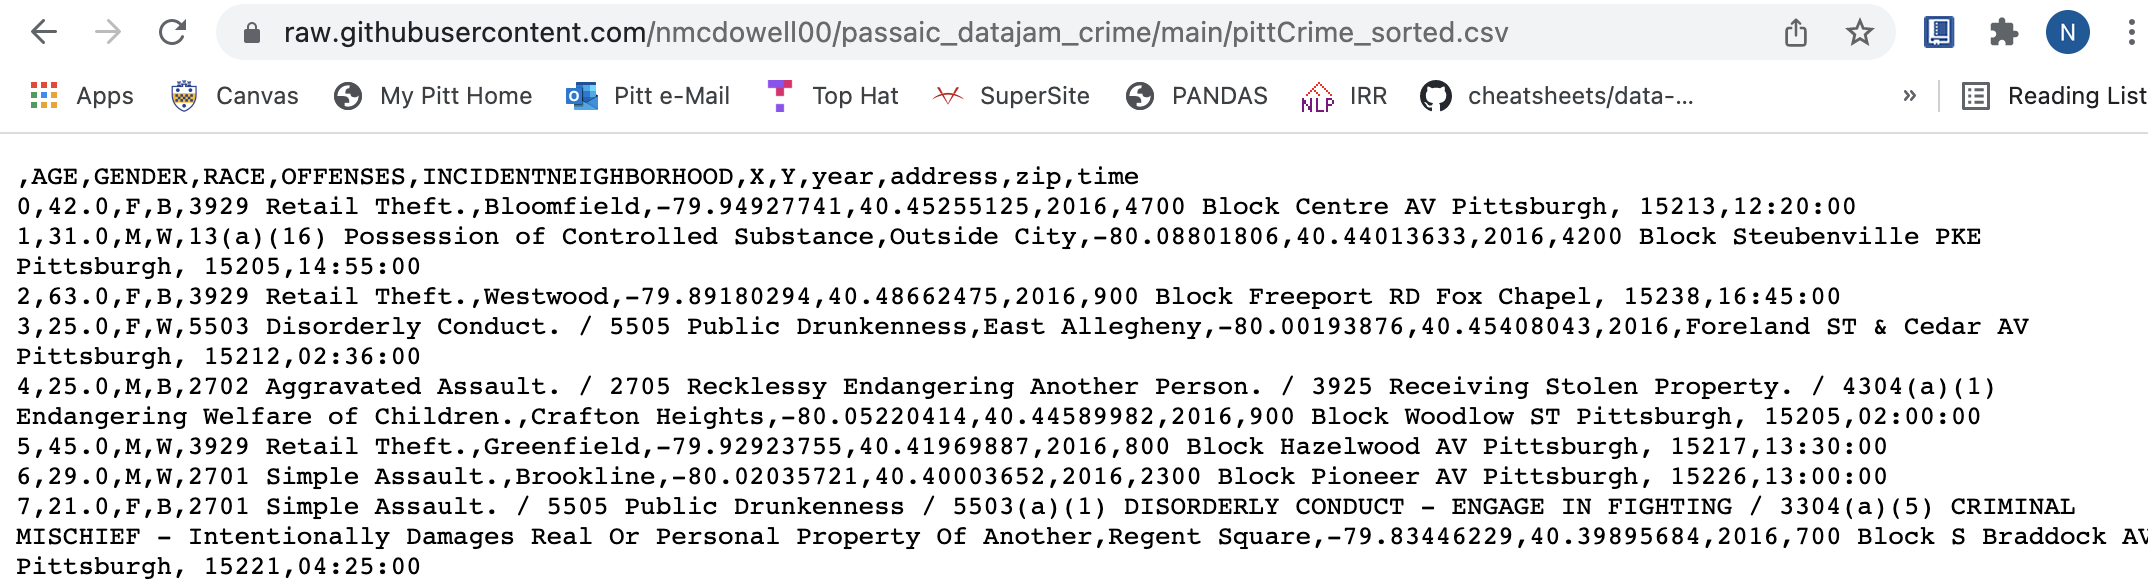 raw.githubusercontent.com/nmcdowell00/passaic_datajam_crime/main/pittCrime_sorted.csv
N
Apps Canvas My Pitt Home Pitt e-Mail Top Hat SuperSite PANDAS NLP IRR cheatsheets/data-... » Reading List
,AGE,GENDER,RACE,OFFENSES,INCIDENTNEIGHBORHOOD,X,Y,year,address,zip,time
0,42.0,F,B,3929 Retail Theft.,Bloomfield,-79.94927741,40.45255125,2016,4700 Block Centre AV Pittsburgh, 15213,12:20:00
1,31.0,M,W,13(a)(16) Possession of Controlled Substance,Outside City,-80.08801806,40.44013633,2016,4200 Block Steubenville PKE
Pittsburgh, 15205,14:55:00
2,63.0,F,B,3929 Retail Theft.,Westwood,-79.89180294,40.48662475,2016,900 Block Freeport RD Fox Chapel, 15238,16:45:00
3,25.0,F,W,5503 Disorderly Conduct. / 5505 Public Drunkenness,East Allegheny,-80.00193876,40.45408043,2016,Foreland ST & Cedar AV
Pittsburgh, 15212,02:36:00
4,25.0,M,B,2702 Aggravated Assault. / 2705 Recklessy Endangering Another Person. / 3925 Receiving Stolen Property. / 4304(a)(1)
Endangering Welfare of Children.,Crafton Heights,-80.05220414,40.44589982,2016,900 Block Woodlow ST Pittsburgh, 15205,02:00:00
5,45.0,M,W,3929 Retail Theft.,Greenfield,-79.92923755,40.41969887,2016,800 Block Hazelwood AV Pittsburgh, 15217,13:30:00
6,29.0,M,W,2701 Simple Assault.,Brookline,-80.02035721,40.40003652,2016,2300 Block Pioneer AV Pittsburgh, 15226,13:00:00
7,21.0,F,B,2701 Simple Assault. / 5505 Public Drunkenness / 5503(a)(1) DISORDERLY CONDUCT - ENGAGE IN FIGHTING / 3304(a)(5) CRIMINAL
MISCHIEF - Intentionally Damages Real Or Personal Property Of Another,Regent Square,-79.83446229,40.39895684,2016,700 Block S Braddock AV
Pittsburgh, 15221,04:25:00